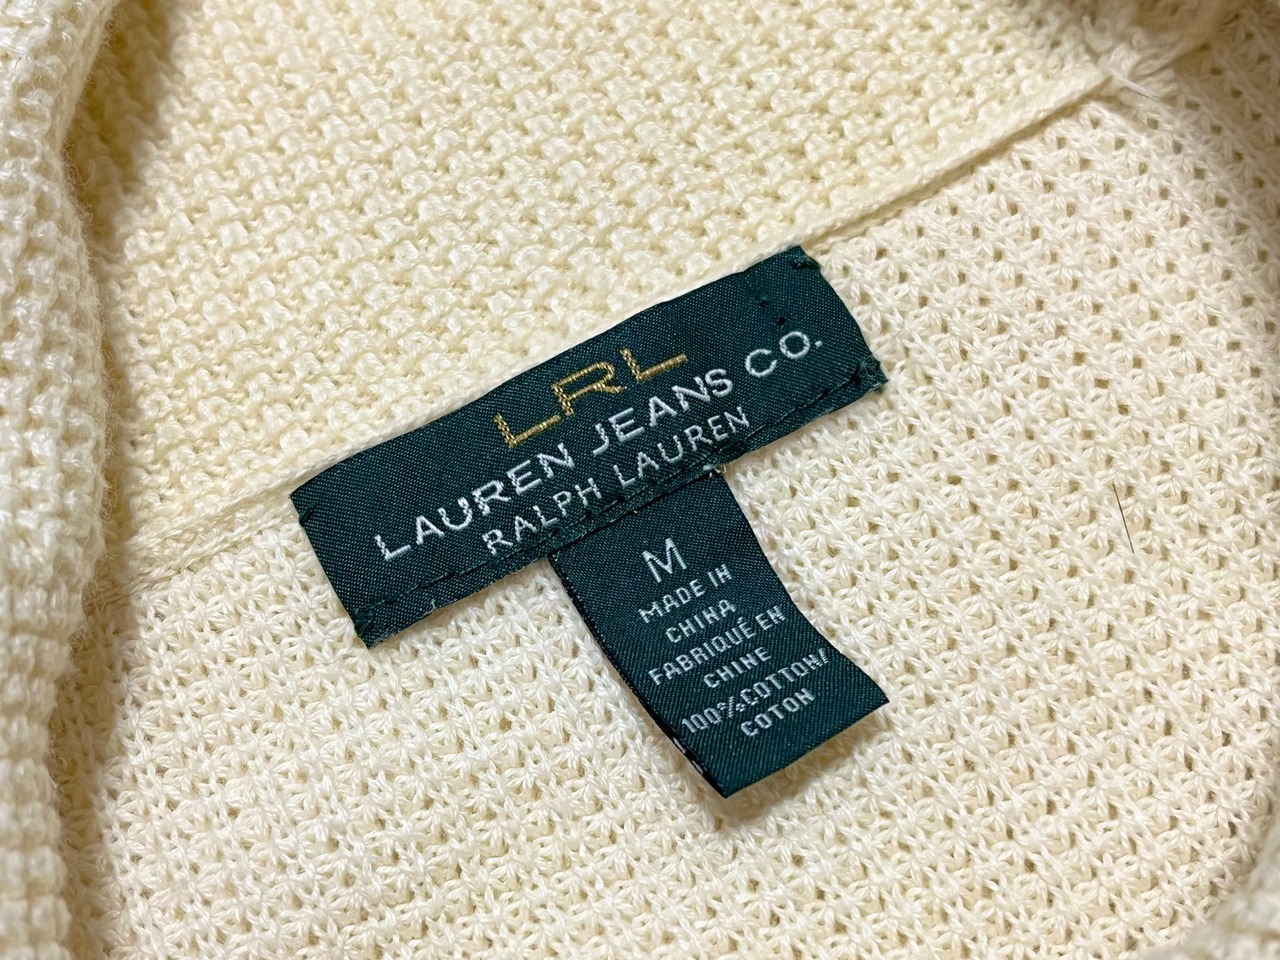 LRL
LAUREN JEANS CO.
RALPH LAUREN
M
MADE IN
CHINA
FABRIQUÉ EN
CHINE
100%COTTON/
COTON